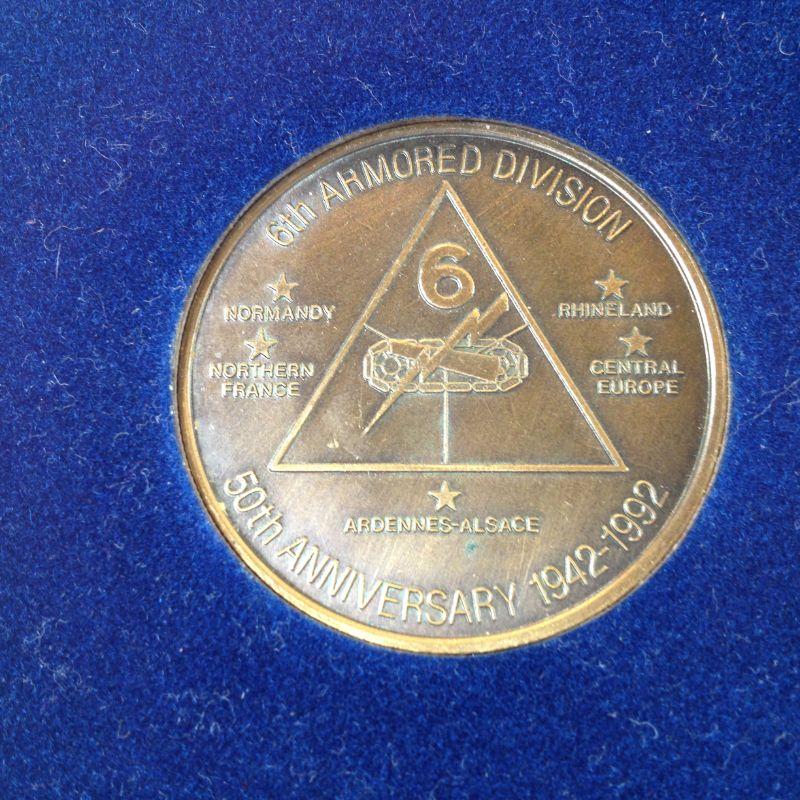 6th ARMORED DIVISION
6
NORMANDY
NORTHERN
FRANCE
RHINELAND
CENTRAL
EUROPE
ARDENNES-ALSACE
50th ANNIVERSARY 1942-1992